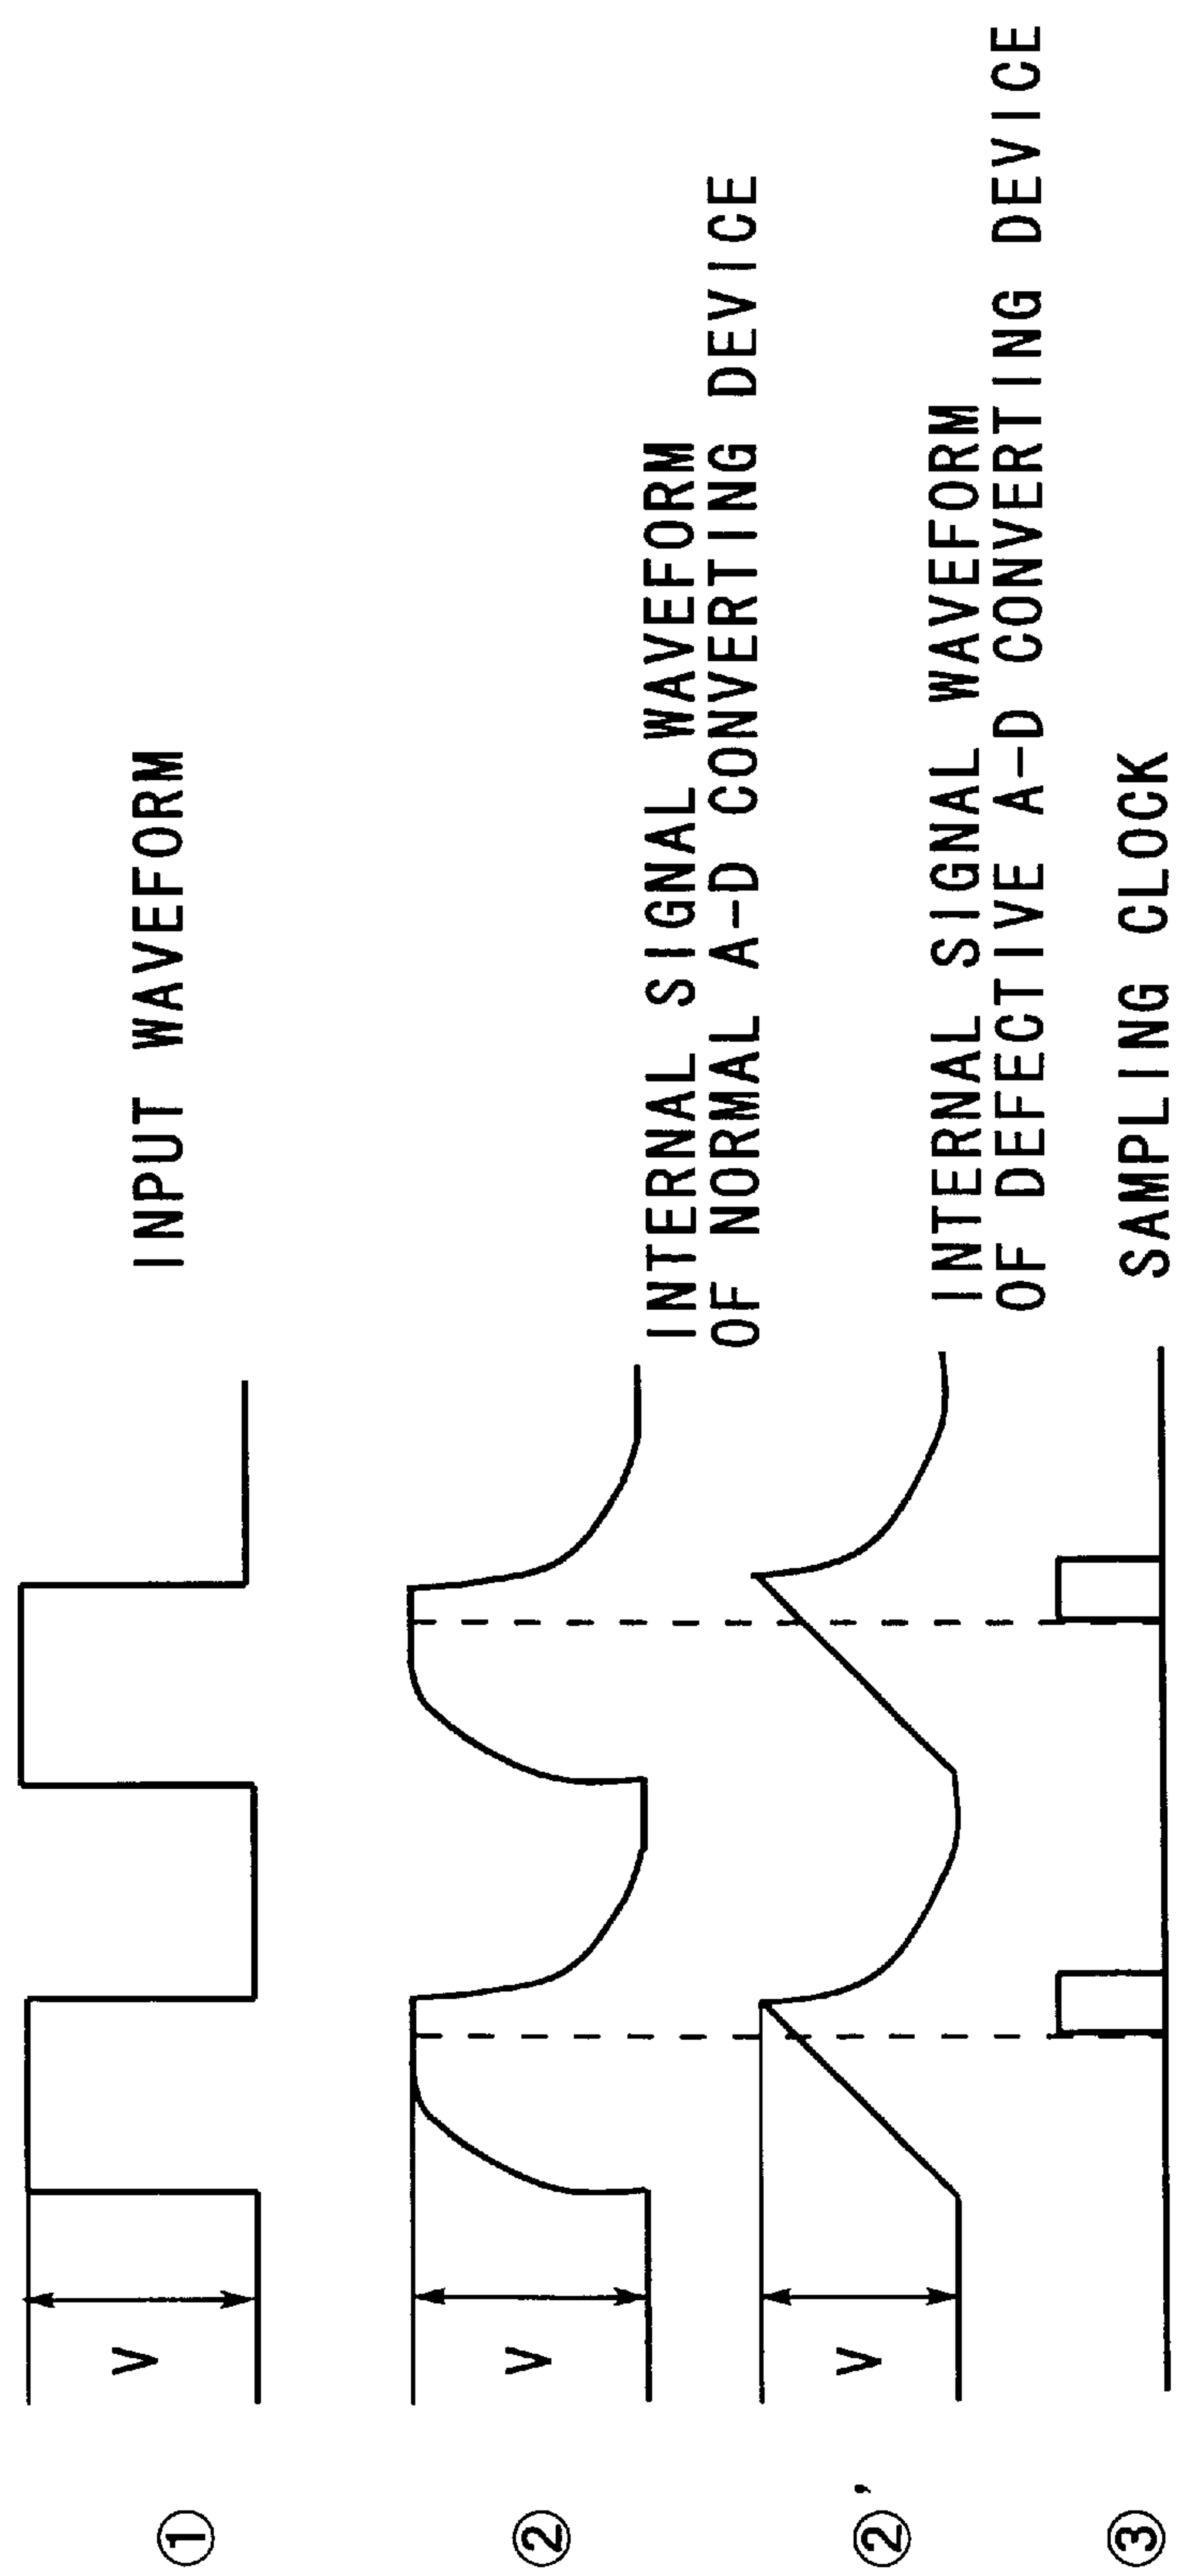 ① V INPUT WAVEFORM
② V INTERNAL SIGNAL WAVEFORM
OF NORMAL A-D CONVERTING DEVICE
②' V INTERNAL SIGNAL WAVEFORM
OF DEFECTIVE A-D CONVERTING DEVICE
③ SAMPLING CLOCK